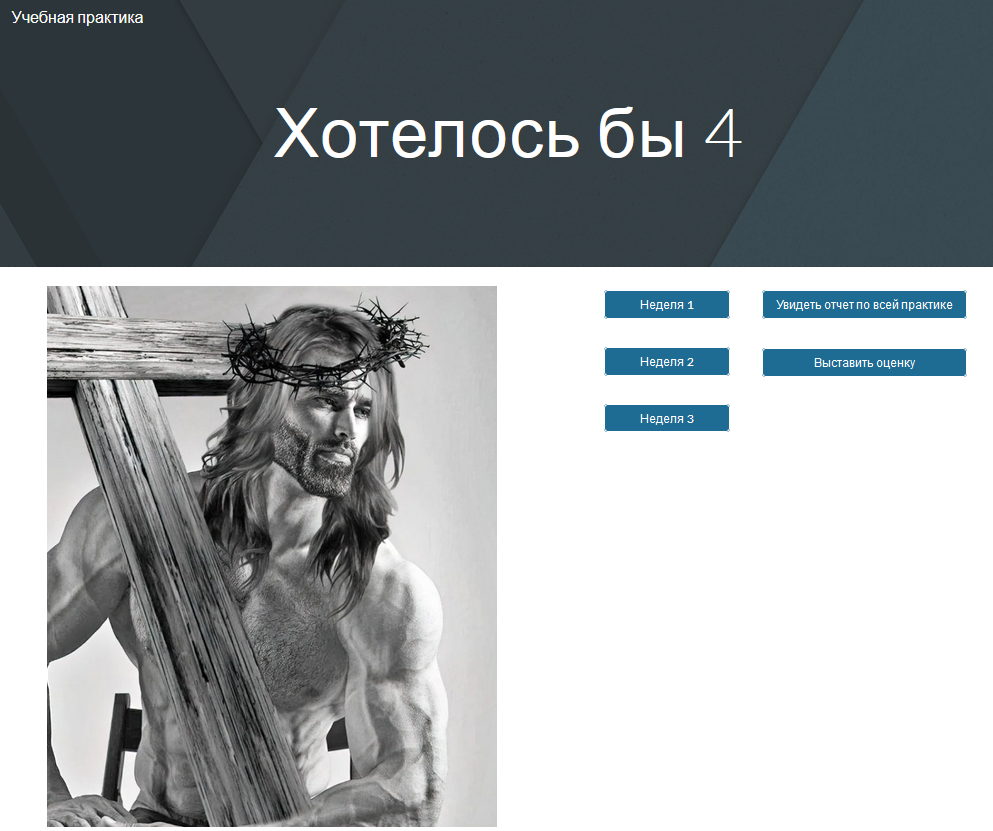 Учебная практика
Хотелось бы 4
Неделя 1
Увидеть отчет по всей практике
Неделя 2
Выставить оценку
Неделя 3